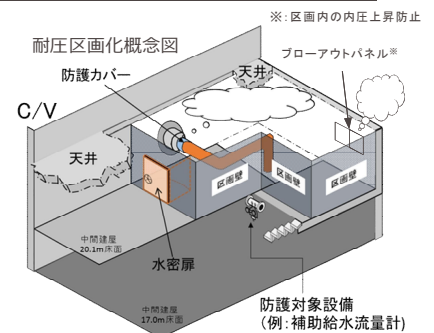 ※：区画内の内圧上昇防止
耐圧区画化概念図
ブローアウトパネル※
防護カバー
天井
C/V
天井
区画壁
区画壁
区画壁
水密扉
中間建屋
20.1m床面
中間建屋
17.0m床面
防護対象設備
(例:補助給水流量計)